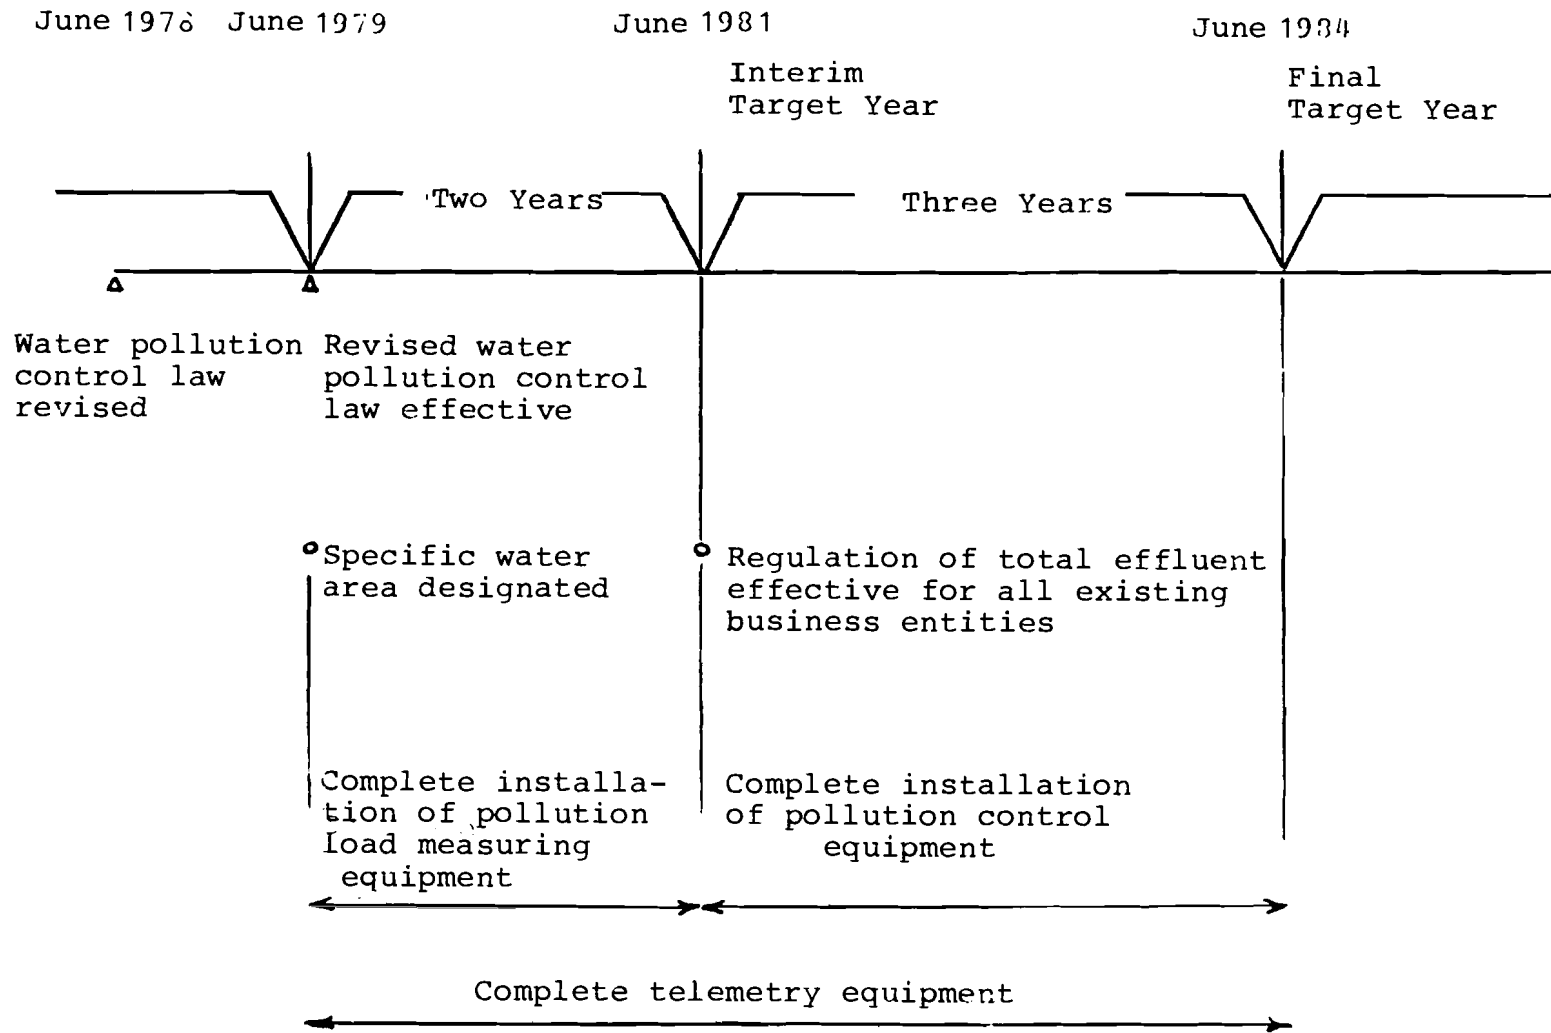 June 1978 June 1979 June 1981 June 1984
Interim
Target Year
Final
Target Year
Two Years
Three Years
Water pollution
control law
revised
Revised water
pollution control
law effective
Specific water
area designated
Regulation of total effluent
effective for all existing
business entities
Complete installa-
tion of pollution
load measuring
equipment
Complete installation
of pollution control
equipment
Complete telemetry equipment